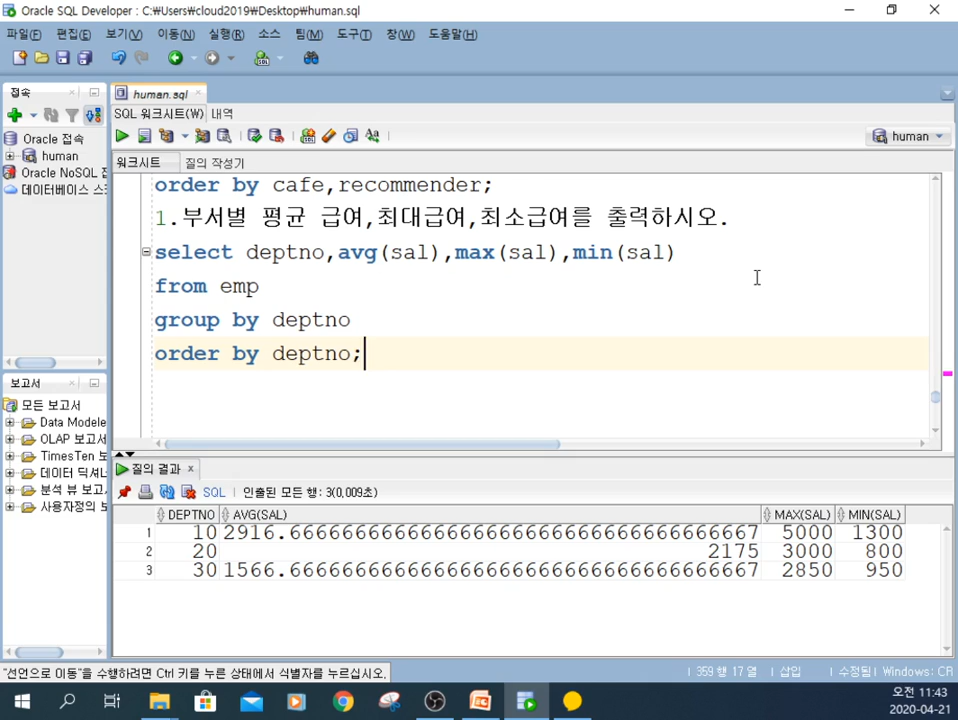 Oracle SQL Developer : C:₩Users₩cloud2019₩Desktop₩human.sql
파일(F) 편집(E) 보기(V) 이동(N) 실행(R) 소스 팀(M) 도구(T) 창(W) 도움말(H)
접속
human.sql
SQL 워크시트(W) 내역
human
워크시트 질의 작성기
Oracle 접속
human
Oracle NoSQL 접
데이터베이스 스
order by cafe,recommender;
1.부서별 평균 급여,최대급여,최소급여를 출력하시오.
select deptno,avg(sal),max(sal),min(sal)
from emp
group by deptno
order by deptno;
보고서
모든 보고서
Data Modele
OLAP 보고서
TimesTen 보
데이터 딕셔너
분석 뷰 보고
사용자정의 보
질의 결과
SQL | 인출된 모든 행: 3(0,009초)
DEPTNO AVG(SAL) MAX(SAL) MIN(SAL)
1 10 2916.666666666666666666666666666666666667 5000 1300
2 20 2175 3000 800
3 30 1566.666666666666666666666666666666666667 2850 950
"선언으로 이동"을 수행하려면 Ctrl 키를 누른 상태에서 식별자를 누르십시오.
359 행 17 열 삽입 수정됨 Windows: CR
오전 11:43
2020-04-21